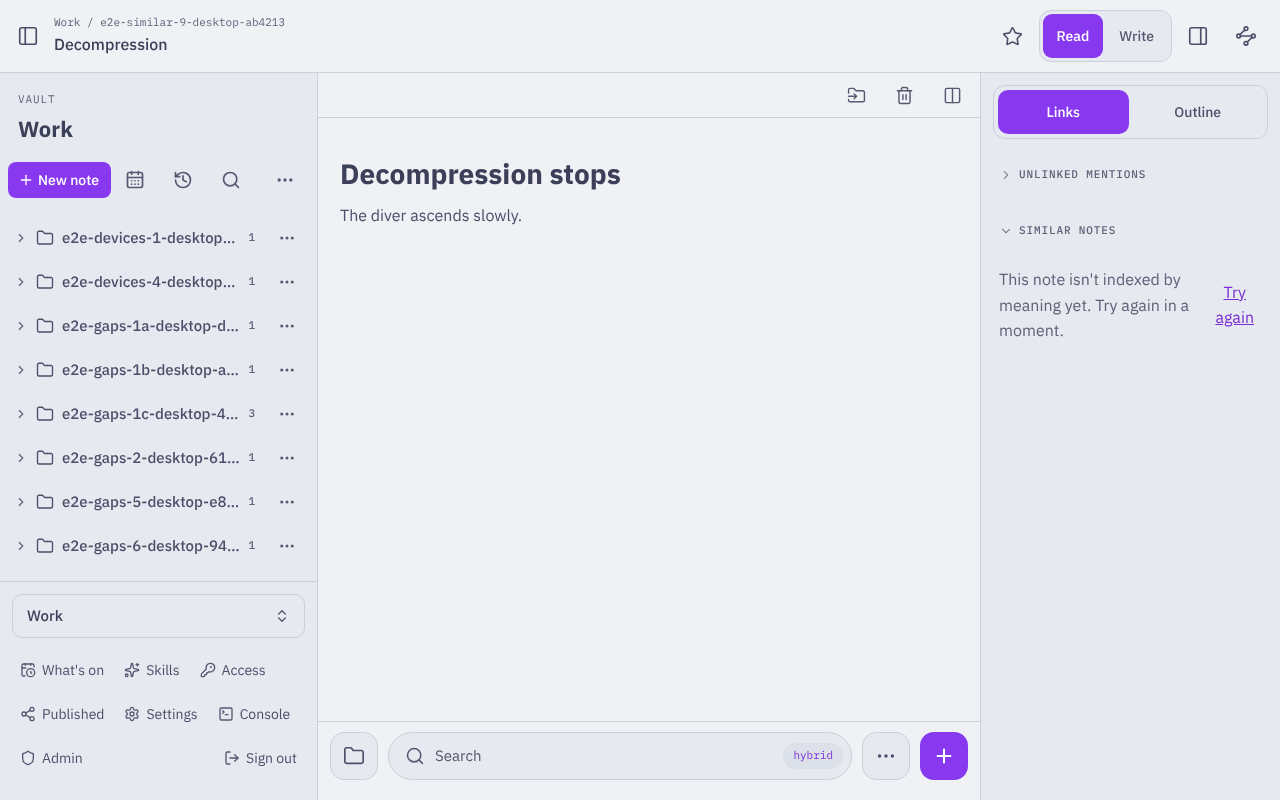 Work / e2e-similar-9-desktop-ab4213
Decompression
Read
Write
VAULT
Work
New note
e2e-devices-1-desktop... 1
e2e-devices-4-desktop... 1
e2e-gaps-1a-desktop-d... 1
e2e-gaps-1b-desktop-a... 1
e2e-gaps-1c-desktop-4... 3
e2e-gaps-2-desktop-61... 1
e2e-gaps-5-desktop-e8... 1
e2e-gaps-6-desktop-94... 1
Work
What's on
Skills
Access
Published
Settings
Console
Admin
Sign out
Decompression stops
The diver ascends slowly.
Search
hybrid
Links
Outline
UNLINKED MENTIONS
SIMILAR NOTES
This note isn't indexed by
meaning yet. Try again in a
moment.
Try
again